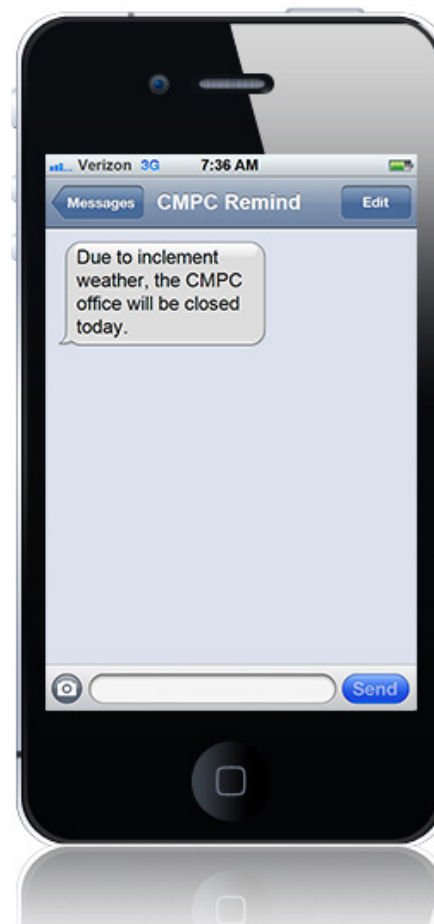 Verizon 3G 7:36 AM
Messages CMPC Remind Edit
Due to inclement
weather, the CMPC
office will be closed
today.
Send